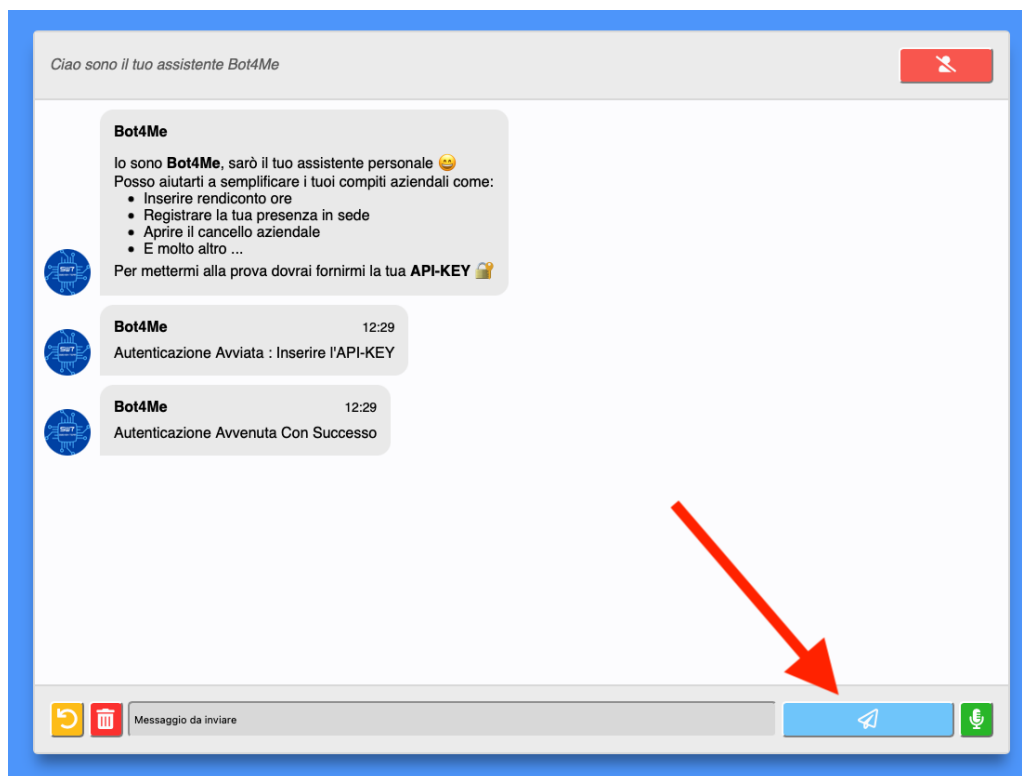 Ciao sono il tuo assistente Bot4Me
Bot4Me
Io sono Bot4Me, sarò il tuo assistente personale 😄
Posso aiutarti a semplificare i tuoi compiti aziendali come:
• Inserire rendiconto ore
• Registrare la tua presenza in sede
• Aprire il cancello aziendale
• E molto altro ...
Per mettermi alla prova dovrai fornirmi la tua API-KEY 🔐
Bot4Me 12:29
Autenticazione Avviata : Inserire l'API-KEY
Bot4Me 12:29
Autenticazione Avvenuta Con Successo
Messaggio da inviare